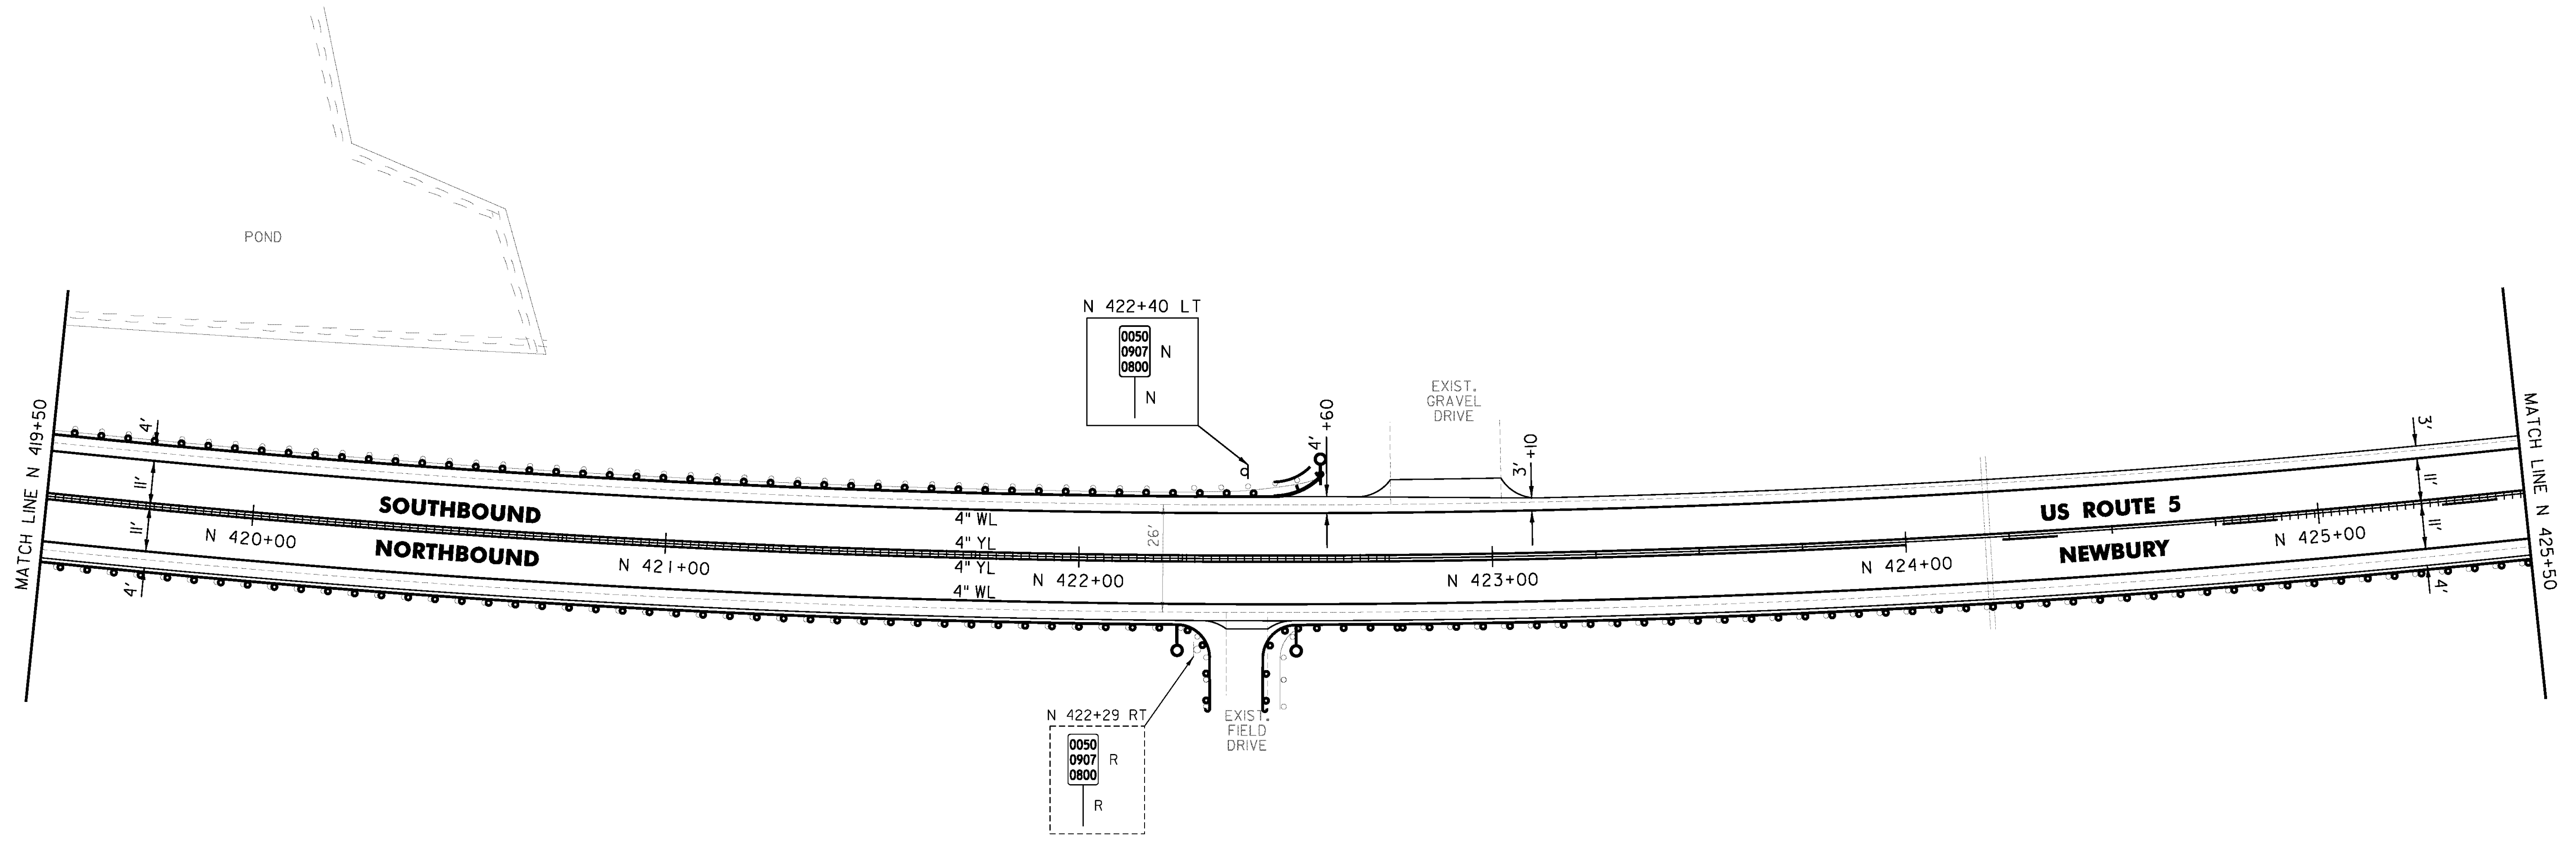 POND
N 422+40 LT
0050
0907
0800
N
N
EXIST.
GRAVEL
DRIVE
MATCH LINE N 419+50
4'
11'
11'
4'
SOUTHBOUND
NORTHBOUND
N 420+00
N 421+00
4" WL
4" YL
4" YL
4" WL
N 422+00
26'
4'
+60
3'
+10
N 423+00
N 424+00
US ROUTE 5
NEWBURY
N 425+00
3'
11'
11'
4'
MATCH LINE N 425+50
N 422+29 RT
0050
0907
0800
R
R
EXIST.
FIELD
DRIVE